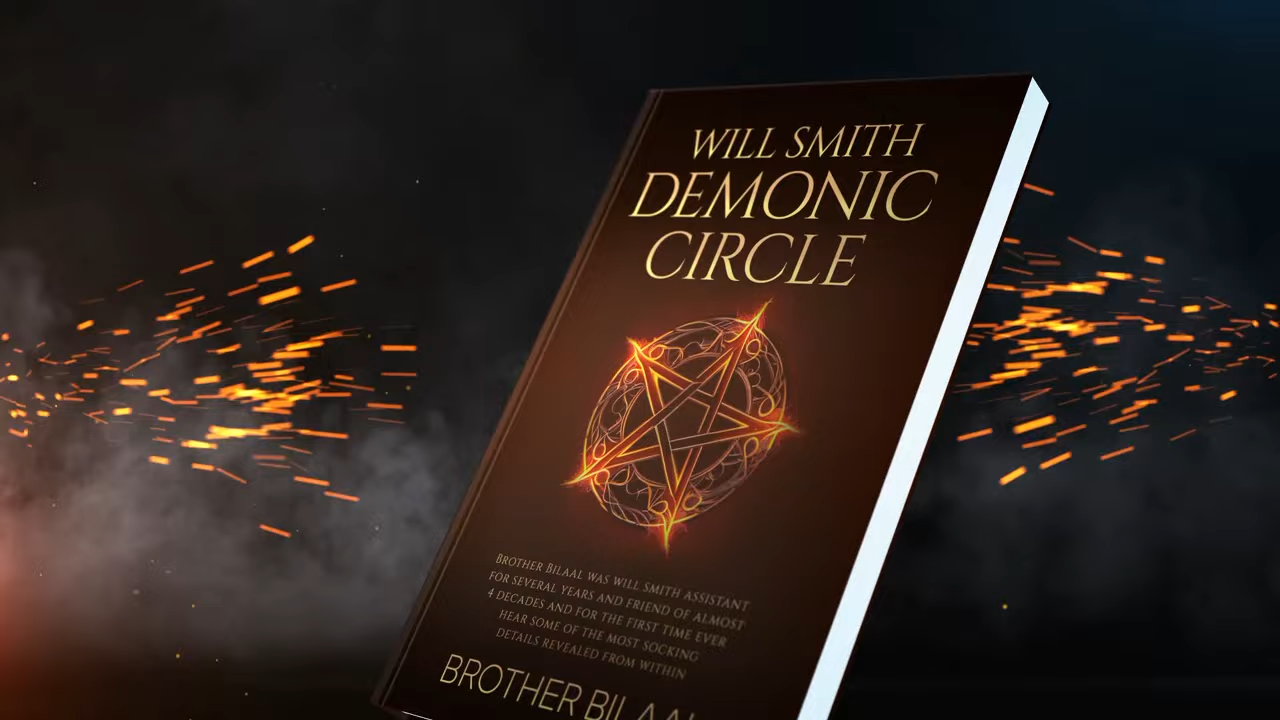 WILL SMITH
DEMONIC
CIRCLE
BROTHER BILAAL WAS WILL SMITH ASSISTANT
FOR SEVERAL YEARS AND FRIEND OF ALMOST
4 DECADES AND FOR THE FIRST TIME EVER
HEAR SOME OF THE MOST SOCKING
DETAILS REVEALED FROM WITHIN
BROTHER BILAAL